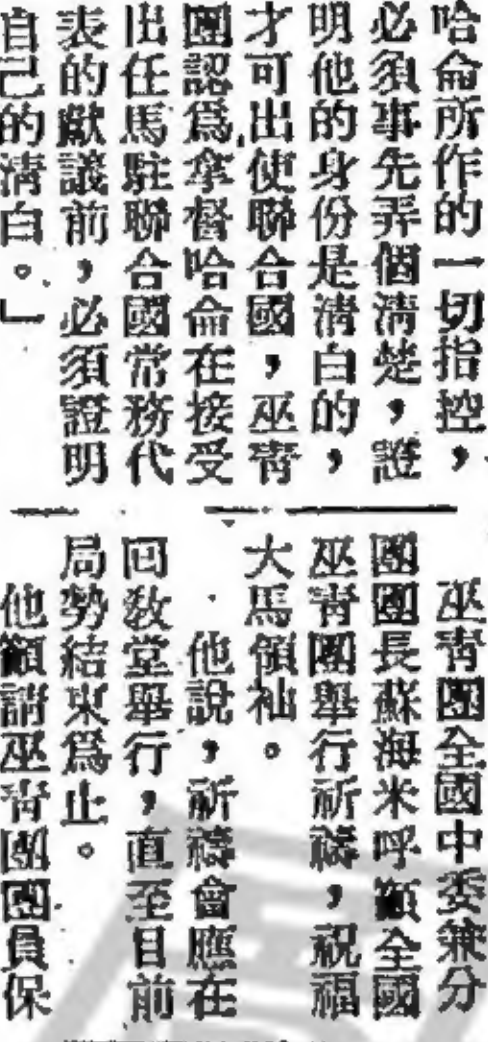 哈侖所作的一切指控，
必須事先弄個清楚，證
明他的身份是清白的，
才可出使聯合國，巫青
團認爲，拿督哈侖在接受
出任馬駐聯合國常務代
表的獻議前，必須證明
自己的清白。」
巫青團全國中委兼分
團團長蘇海米呼籲全國
巫青團舉行祈禱，祝福
大馬領袖。
他說，祈禱會應在
回敎堂舉行，直至目前
局勢結束爲止。
他籲請巫青團團員保